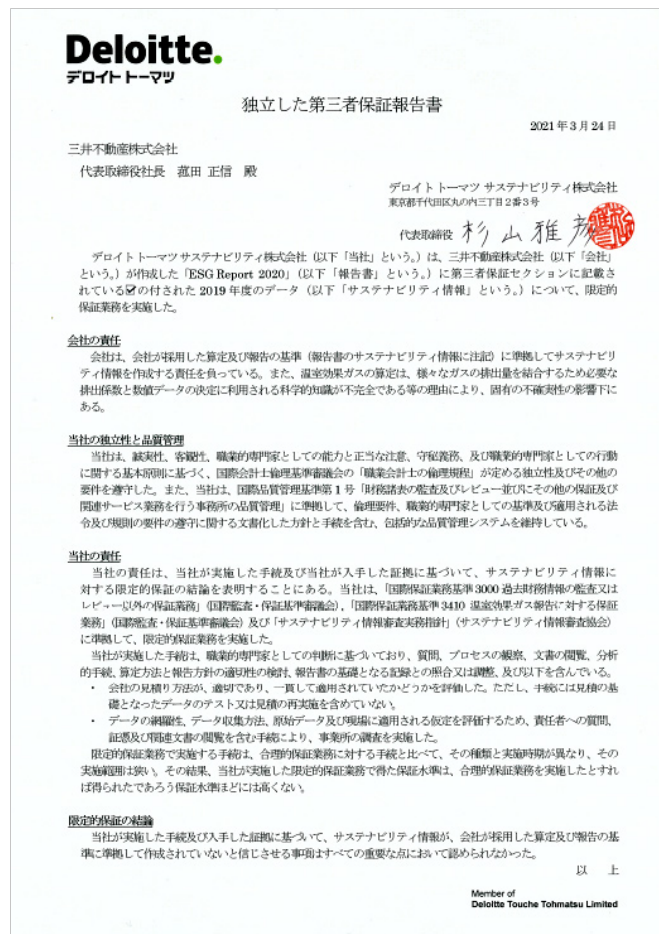 Deloitte.
デロイト トーマツ
独立した第三者保証報告書
2021年3月24日
三井不動産株式会社
代表取締役社長 菰田 正信 殿
デロイト トーマツ サステナビリティ株式会社
東京都千代田区丸の内三丁目2番3号
代表取締役 杉山雅彦
デロイト トーマツ サステナビリティ株式会社(以下「当社」という。)は、三井不動産株式会社(以下「会社」
という。)が作成した「ESG Report 2020」(以下「報告書」という。)に第三者保証セクションに記載さ
れている☑の付された2019年度のデータ(以下「サステナビリティ情報」という。)について、限定的
保証業務を実施した。
会社の責任
会社は、会社が採用した算定及び報告の基準(報告書のサステナビリティ情報に注記)に準拠してサステナビリ
ティ情報を作成する責任を負っている。また、温室効果ガスの算定は、様々なガスの排出量を結合するため必要な
排出係数と数値データの決定に利用される科学的知識が不完全である等の理由により、固有の不確実性の影響下に
ある。
当社の独立性と品質管理
当社は、誠実性、客観性、職業的専門家としての能力と正当な注意、守秘義務、及び職業的専門家としての行動
に関する基本原則に基づく、国際会計士倫理基準審議会の「職業会計士の倫理規程」が定める独立性及びその他の
要件を遵守した。また、当社は、国際品質管理基準第1号「財務諸表の監査及びレビュー並びにその他の保証及び
関連サービス業務を行う事務所の品質管理」に準拠して、倫理要件、職業的専門家としての基準及び適用される法
令及び規則の要件の遵守に関する文書化した方針と手続を含む、包括的な品質管理システムを維持している。
当社の責任
当社の責任は、当社が実施した手続及び当社が入手した証拠に基づいて、サステナビリティ情報に
対する限定的保証の結論を表明することにある。当社は、「国際保証業務基準3000 過去財務情報の監査又は
レビュー以外の保証業務」(国際監査・保証基準審議会)、「国際保証業務基準3410 温室効果ガス報告に対する保証
業務」(国際監査・保証基準審議会)及び「サステナビリティ情報審査実務指針」(サステナビリティ情報審査協会)
に準拠して、限定的保証業務を実施した。
当社が実施した手続は、職業的専門家としての判断に基づいており、質問、プロセスの観察、文書の閲覧、分析
的手続、算定方法と報告方針の適切性の検討、報告書の基礎となる記録との照合又は調整、及び以下を含んでいる。
・ 会社の見積り方法が、適切であり、一貫して適用されていたかどうかを評価した。ただし、手続には見積の基
礎となったデータのテスト又は見積の再実施を含めていない。
・ データの網羅性、データ収集方法、原始データ及び現場に適用される仮定を評価するため、責任者への質問、
証憑及び関連文書の閲覧を含む手続により、事業所の調査を実施した。
限定的保証業務で実施する手続は、合理的保証業務に対する手続と比べて、その種類と実施時期が異なり、その
実施範囲は狭い。その結果、当社が実施した限定的保証業務で得た保証水準は、合理的保証業務を実施したとすれ
ば得られたであろう保証水準ほどには高くない。
限定的保証の結論
当社が実施した手続及び入手した証拠に基づいて、サステナビリティ情報が、会社が採用した算定及び報告の基
準に準拠して作成されていないと信じさせる事項はすべての重要な点において認められなかった。
以 上
Member of
Deloitte Touche Tohmatsu Limited